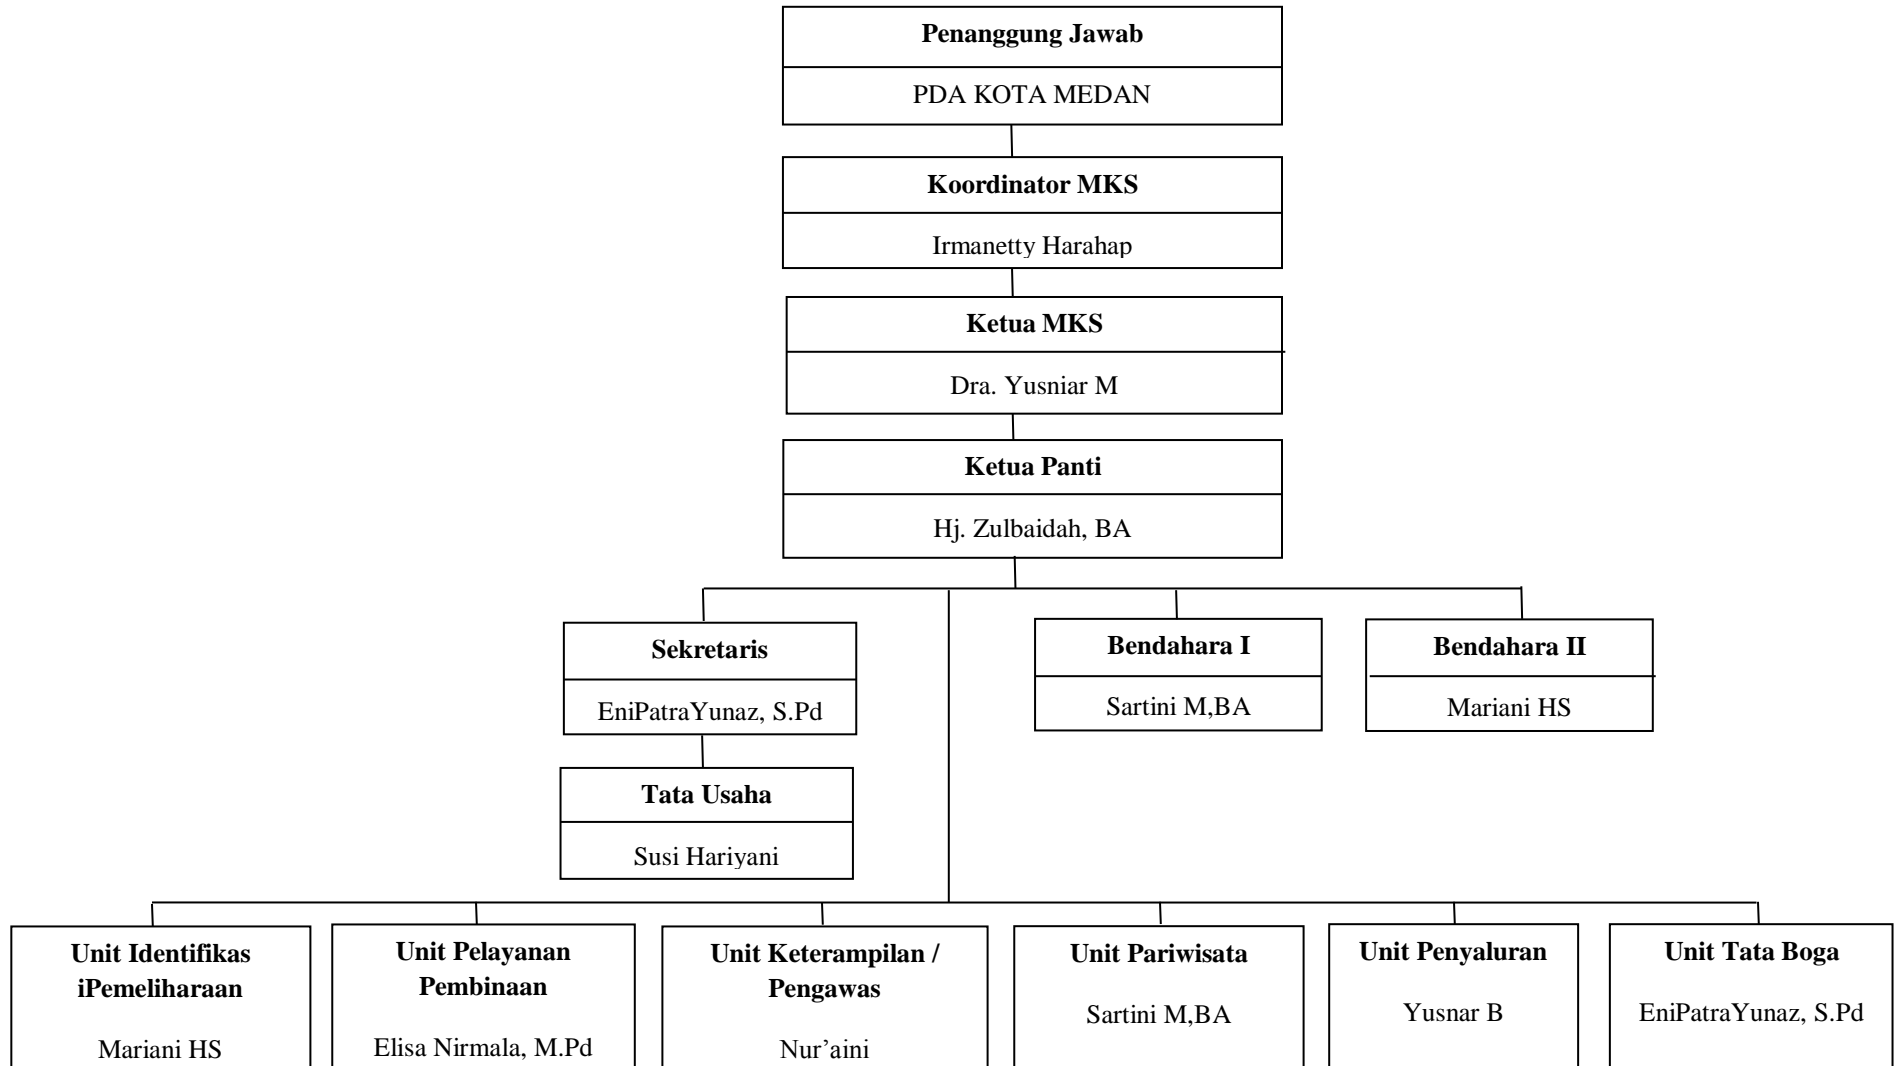 Penanggung Jawab
PDA KOTA MEDAN
Koordinator MKS
Irmanetty Harahap
Ketua MKS
Dra. Yusniar M
Ketua Panti
Hj. Zulbaidah, BA
Sekretaris
EniPatraYunaz, S.Pd
Bendahara I
Sartini M,BA
Bendahara II
Mariani HS
Tata Usaha
Susi Hariyani
Unit Identifikas
iPemeliharaan
Mariani HS
Unit Pelayanan
Pembinaan
Elisa Nirmala, M.Pd
Unit Keterampilan /
Pengawas
Nur’aini
Unit Pariwisata
Sartini M,BA
Unit Penyaluran
Yusnar B
Unit Tata Boga
EniPatraYunaz, S.Pd